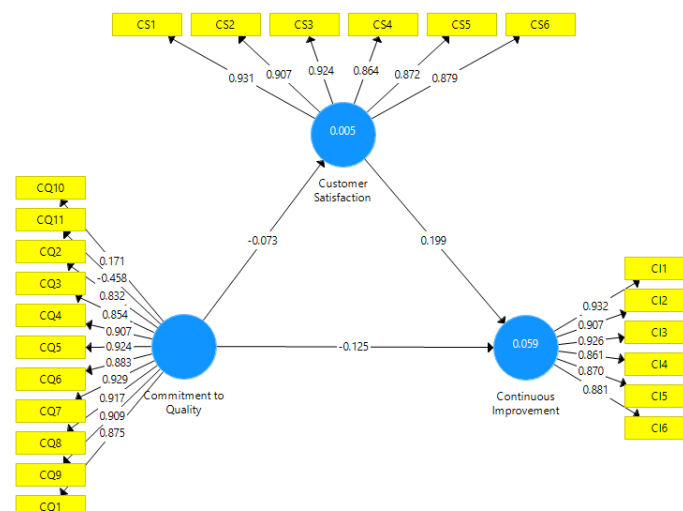 CS1 CS2 CS3 CS4 CS5 CS6
0.931 0.907 0.924 0.864 0.872 0.879
0.005
Customer
Satisfaction
CQ10
CQ11
CQ2
CQ3
CQ4
CQ5
CQ6
CQ7
CQ8
CQ9
CQ1
0.171
-0.458
0.832
0.854
0.907
0.924
0.883
0.929
0.917
0.909
0.875
Commitment to
Quality
-0.073
0.199
-0.125
0.059
Continuous
Improvement
0.932
0.907
0.926
0.861
0.870
0.881
CI1
CI2
CI3
CI4
CI5
CI6